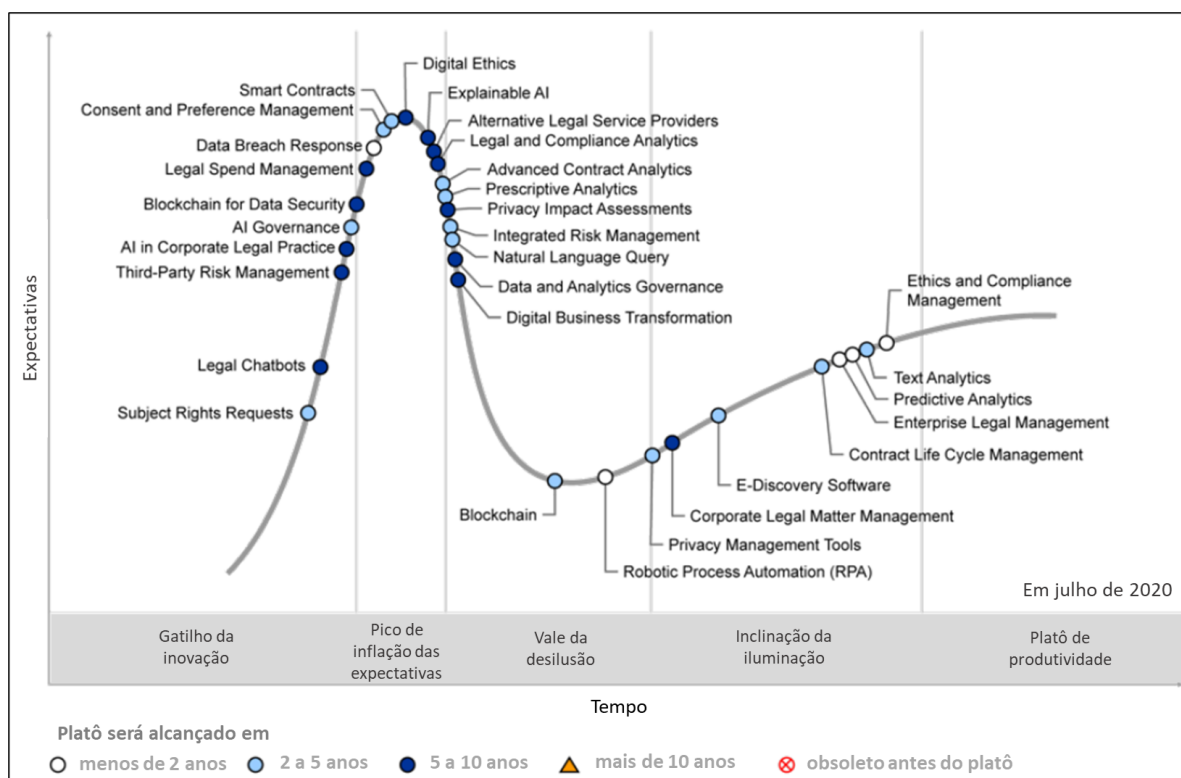 Digital Ethics
Smart Contracts
Explainable AI
Consent and Preference Management
Alternative Legal Service Providers
Data Breach Response
Legal and Compliance Analytics
Legal Spend Management
Advanced Contract Analytics
Prescriptive Analytics
Blockchain for Data Security
Privacy Impact Assessments
AI Governance
Integrated Risk Management
AI in Corporate Legal Practice
Natural Language Query
Third-Party Risk Management
Data and Analytics Governance
Digital Business Transformation
Ethics and Compliance
Management
Expectativas
Legal Chatbots
Text Analytics
Predictive Analytics
Subject Rights Requests
Enterprise Legal Management
Contract Life Cycle Management
E-Discovery Software
Blockchain
Corporate Legal Matter Management
Privacy Management Tools
Robotic Process Automation (RPA)
Em julho de 2020
Gatilho da
inovação
Pico de
inflação das
expectativas
Vale da
desilusão
Inclinação da
iluminação
Platô de
produtividade
Tempo
Platô será alcançado em
menos de 2 anos
2 a 5 anos
5 a 10 anos
mais de 10 anos
obsoleto antes do platô